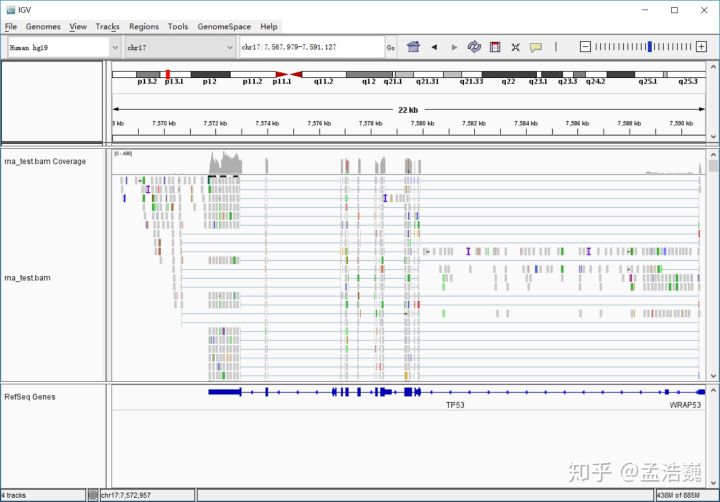 IGV
File Genomes View Tracks Regions Tools GenomeSpace Help
Human hg19 chr17 chr17:7,567,979-7,591,127 Go
p13.2 p13.1 p12 p11.2 p11.1 q11.2 q12 q21.1 q21.31 q21.33 q22 q23.1 q23.3 q24.2 q25.1 q25.3
22 kb
8 kb 7,570 kb 7,572 kb 7,574 kb 7,576 kb 7,578 kb 7,580 kb 7,582 kb 7,584 kb 7,586 kb 7,588 kb 7,590 kb
rna_test.bam Coverage
[0 - 498]
rna_test.bam
RefSeq Genes
TP53 WRAP53
知乎 @孟浩巍
4 tracks chr17:7,572,957 438M of 885M